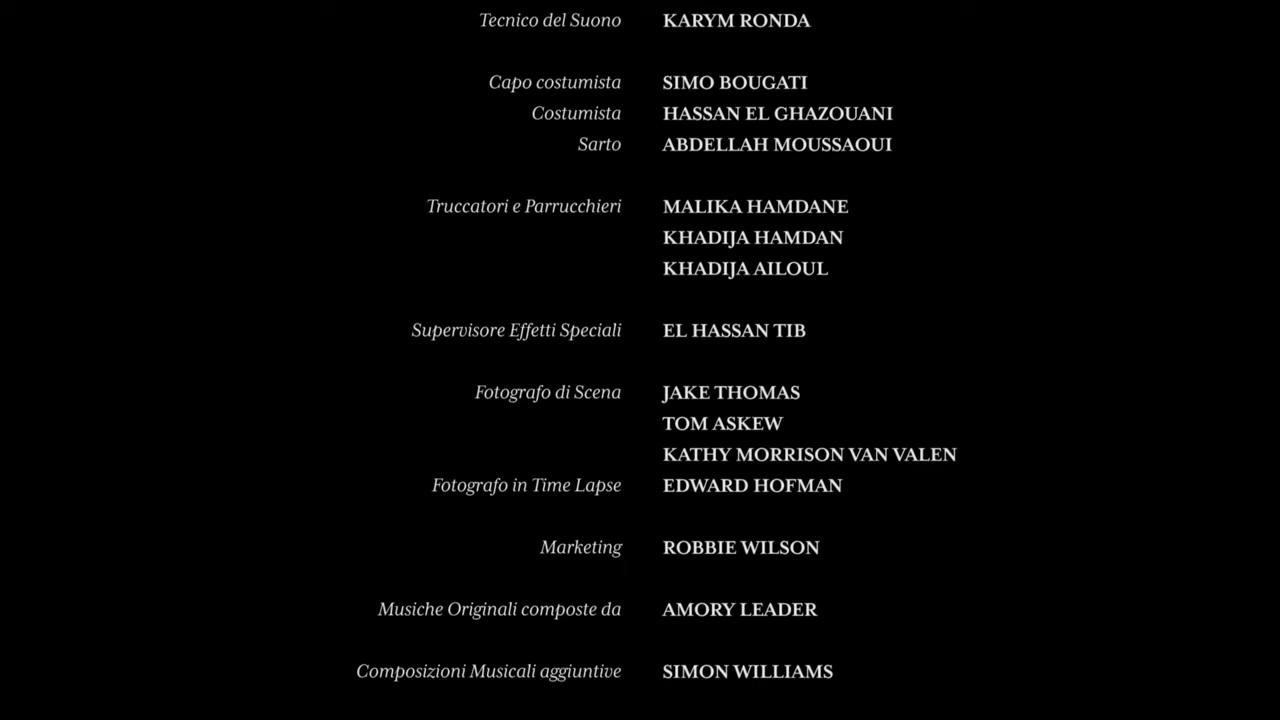 Tecnico del Suono KARYM RONDA
Capo costumista SIMO BOUGATI
Costumista HASSAN EL GHAZOUANI
Sarto ABDELLAH MOUSSAOUI
Truccatori e Parrucchieri MALIKA HAMDANE
KHADIJA HAMDAN
KHADIJA AILOUL
Supervisore Effetti Speciali EL HASSAN TIB
Fotografo di Scena JAKE THOMAS
TOM ASKEW
KATHY MORRISON VAN VALEN
Fotografo in Time Lapse EDWARD HOFMAN
Marketing ROBBIE WILSON
Musiche Originali composte da AMORY LEADER
Composizioni Musicali aggiuntive SIMON WILLIAMS